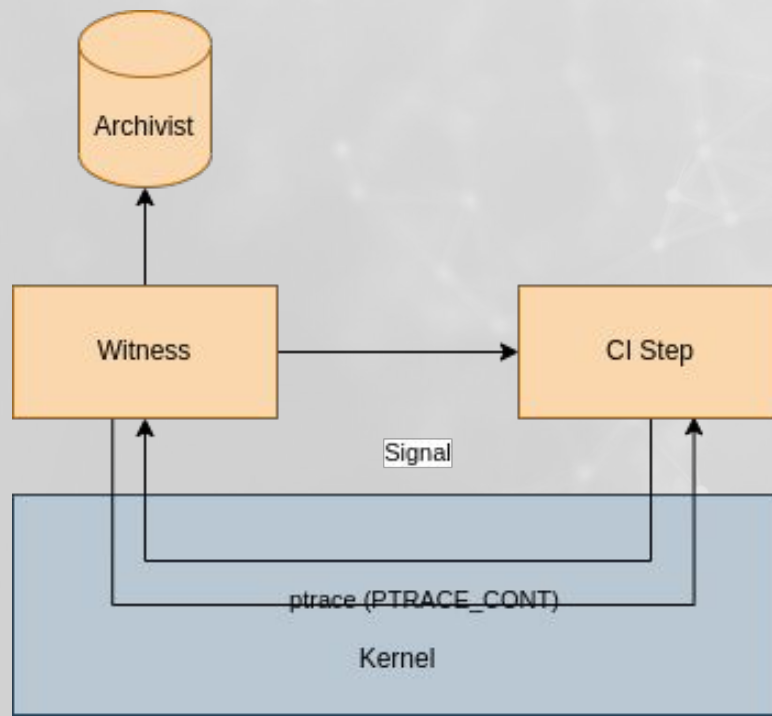 Archivist
Witness
CI Step
Signal
ptrace (PTRACE_CONT)
Kernel